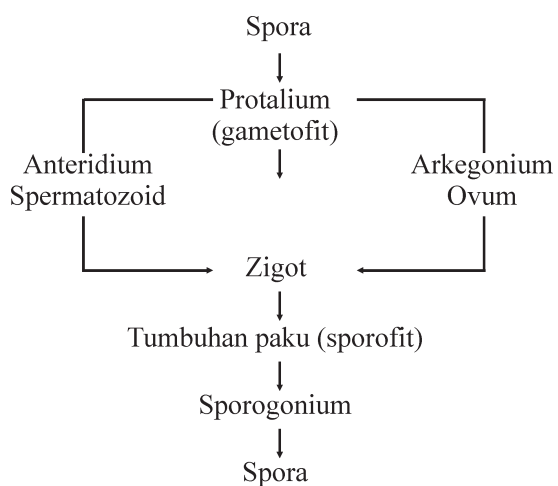 Spora
Protalium
(gametofit)
Anteridium
Spermatozoid
Arkegonium
Ovum
Zigot
Tumbuhan paku (sporofit)
Sporogonium
Spora